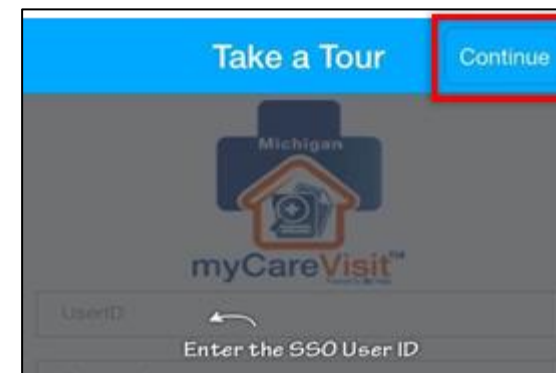 Take a Tour Continue
Michigan
myCareVisit™
UserID
Enter the SSO User ID